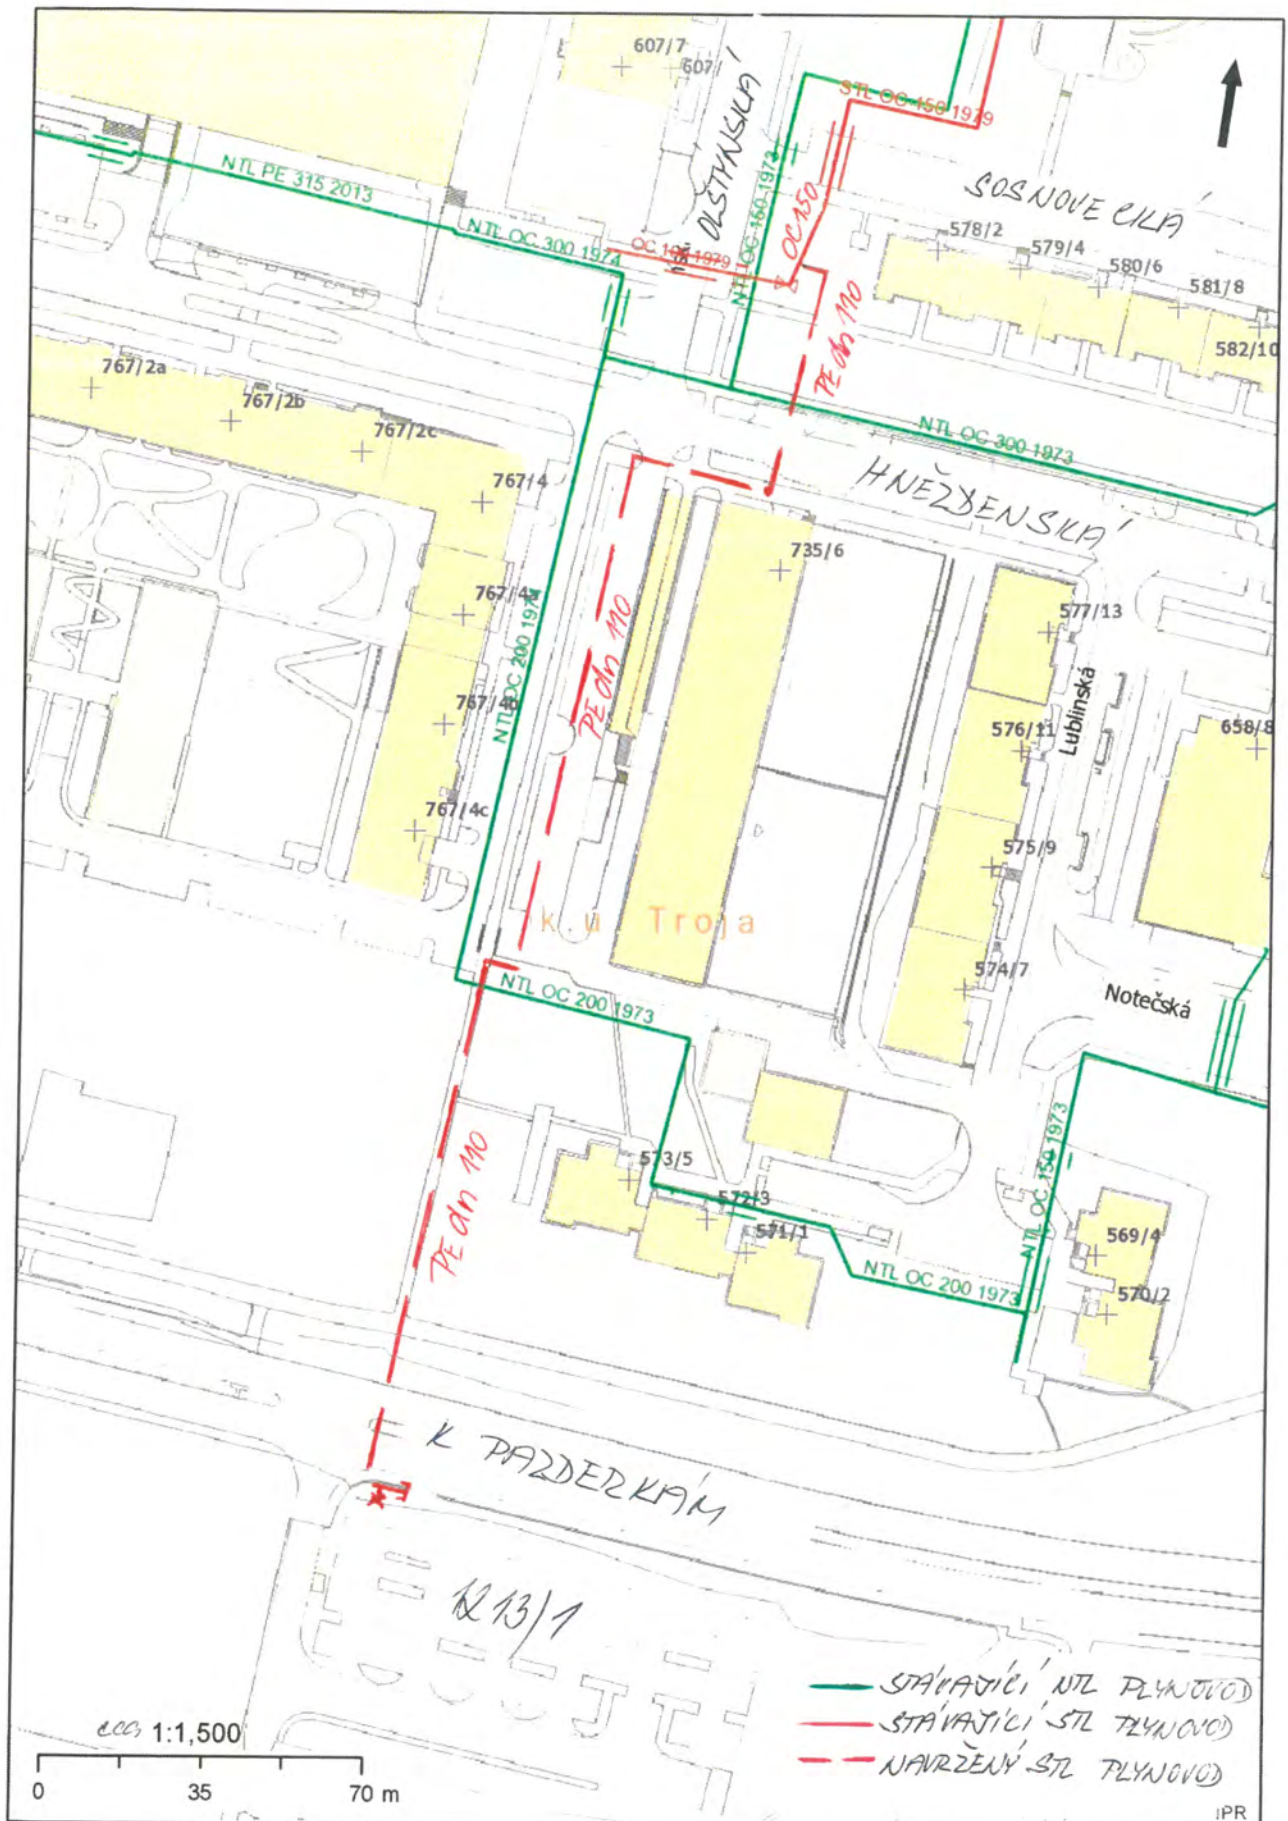 607/7
607
OLŠTYNSKÁ
STL OC 150 1979
NTL PE 315 2013
NTL OC 150 1973
OC150
SOSNOVECKÁ
578/2
579/4
580/6
581/8
582/10
NTL OC 300 1974
1979
PE dn 110
767/2a
767/2b
767/2c
767/4
NTL OC 300 1973
HNĚZDENSKÁ
735/6
767/4a
NTL OC 200 1974
PE dn 110
577/13
Lublinská
767/4b
576/11
658/8
767/4c
575/9
k ú Troja
574/7
NTL OC 200 1973
Notečská
PE dn 110
573/5
572/3
571/1
NTL OC 150 1973
569/4
570/2
NTL OC 200 1973
K PAZDERKÁM
1213/1
STÁVAJÍCÍ NTL PLYNOVOD
STÁVAJÍCÍ STL PLYNOVOD
NAVRŽENÝ STL PLYNOVOD
cca 1:1,500
0 35 70 m
IPR